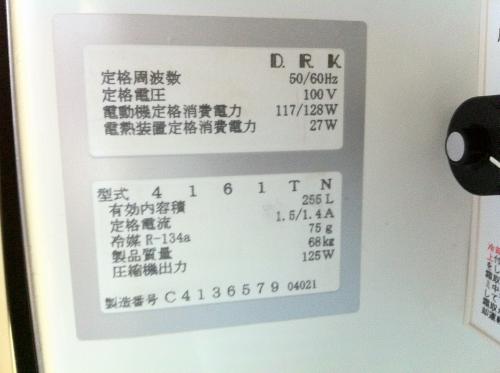 D. R. K
定格周波数 50/60Hz
定格電圧 100V
電動機定格消費電力 117/128W
電熱装置定格消費電力 27W
型式 4161TN
有効内容積 255L
定格電流 1.5/1.4A
冷媒 R-134a 75g
製品質量 68kg
圧縮機出力 125W
製造番号 C4136579 04021